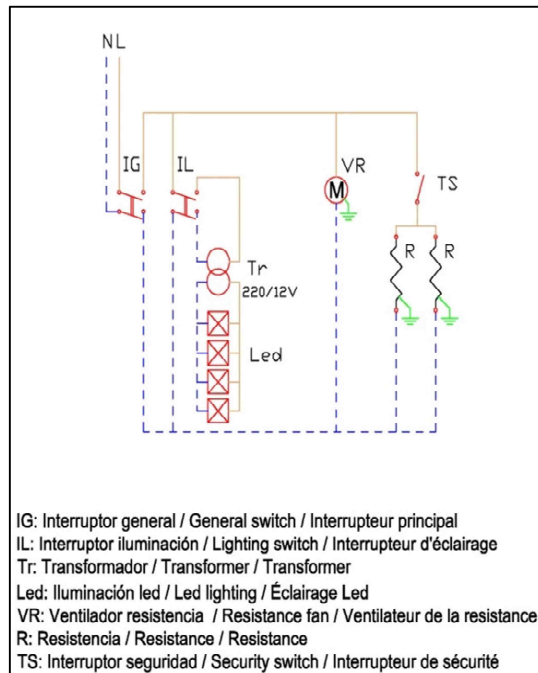 NL
IG
IL
VR
M
TS
R
R
Tr
220/12V
Led
IG: Interruptor general / General switch / Interrupteur principal
IL: Interruptor iluminación / Lighting switch / Interrupteur d'éclairage
Tr: Transformador / Transformer / Transformer
Led: Iluminación led / Led lighting / Éclairage Led
VR: Ventilador resistencia / Resistance fan / Ventilateur de la resistance
R: Resistencia / Resistance / Resistance
TS: Interruptor seguridad / Security switch / Interrupteur de sécurité